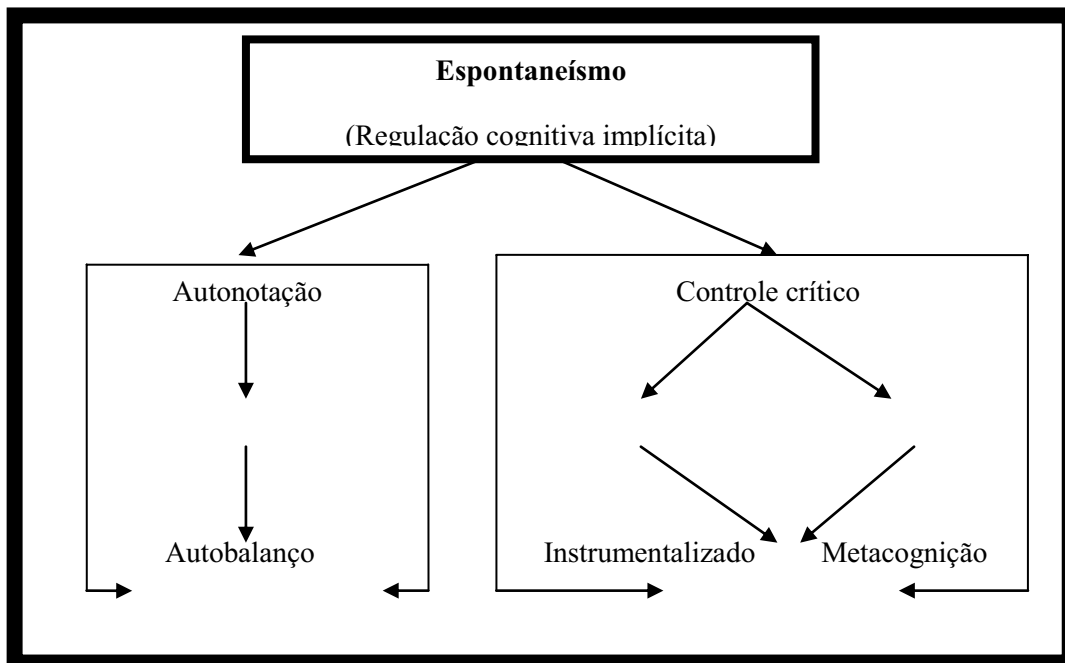 Espontaneísmo
(Regulação cognitiva implícita)
Autonotação
Controle crítico
Autobalanço
Instrumentalizado
Metacognição